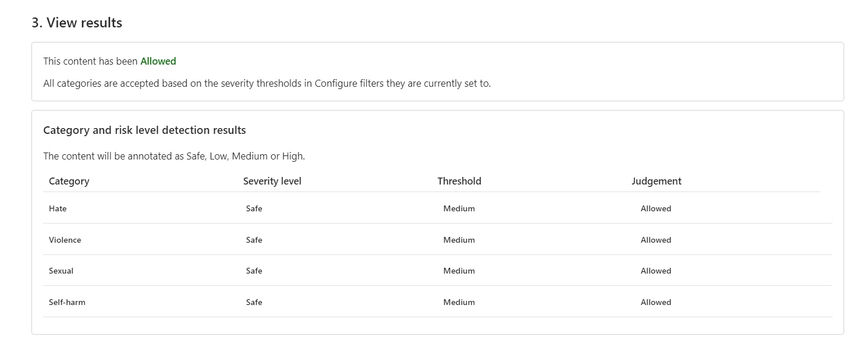 3. View results
This content has been Allowed
All categories are accepted based on the severity thresholds in Configure filters they are currently set to.
Category and risk level detection results
The content will be annotated as Safe, Low, Medium or High.
Category Severity level Threshold Judgement
Hate Safe Medium Allowed
Violence Safe Medium Allowed
Sexual Safe Medium Allowed
Self-harm Safe Medium Allowed